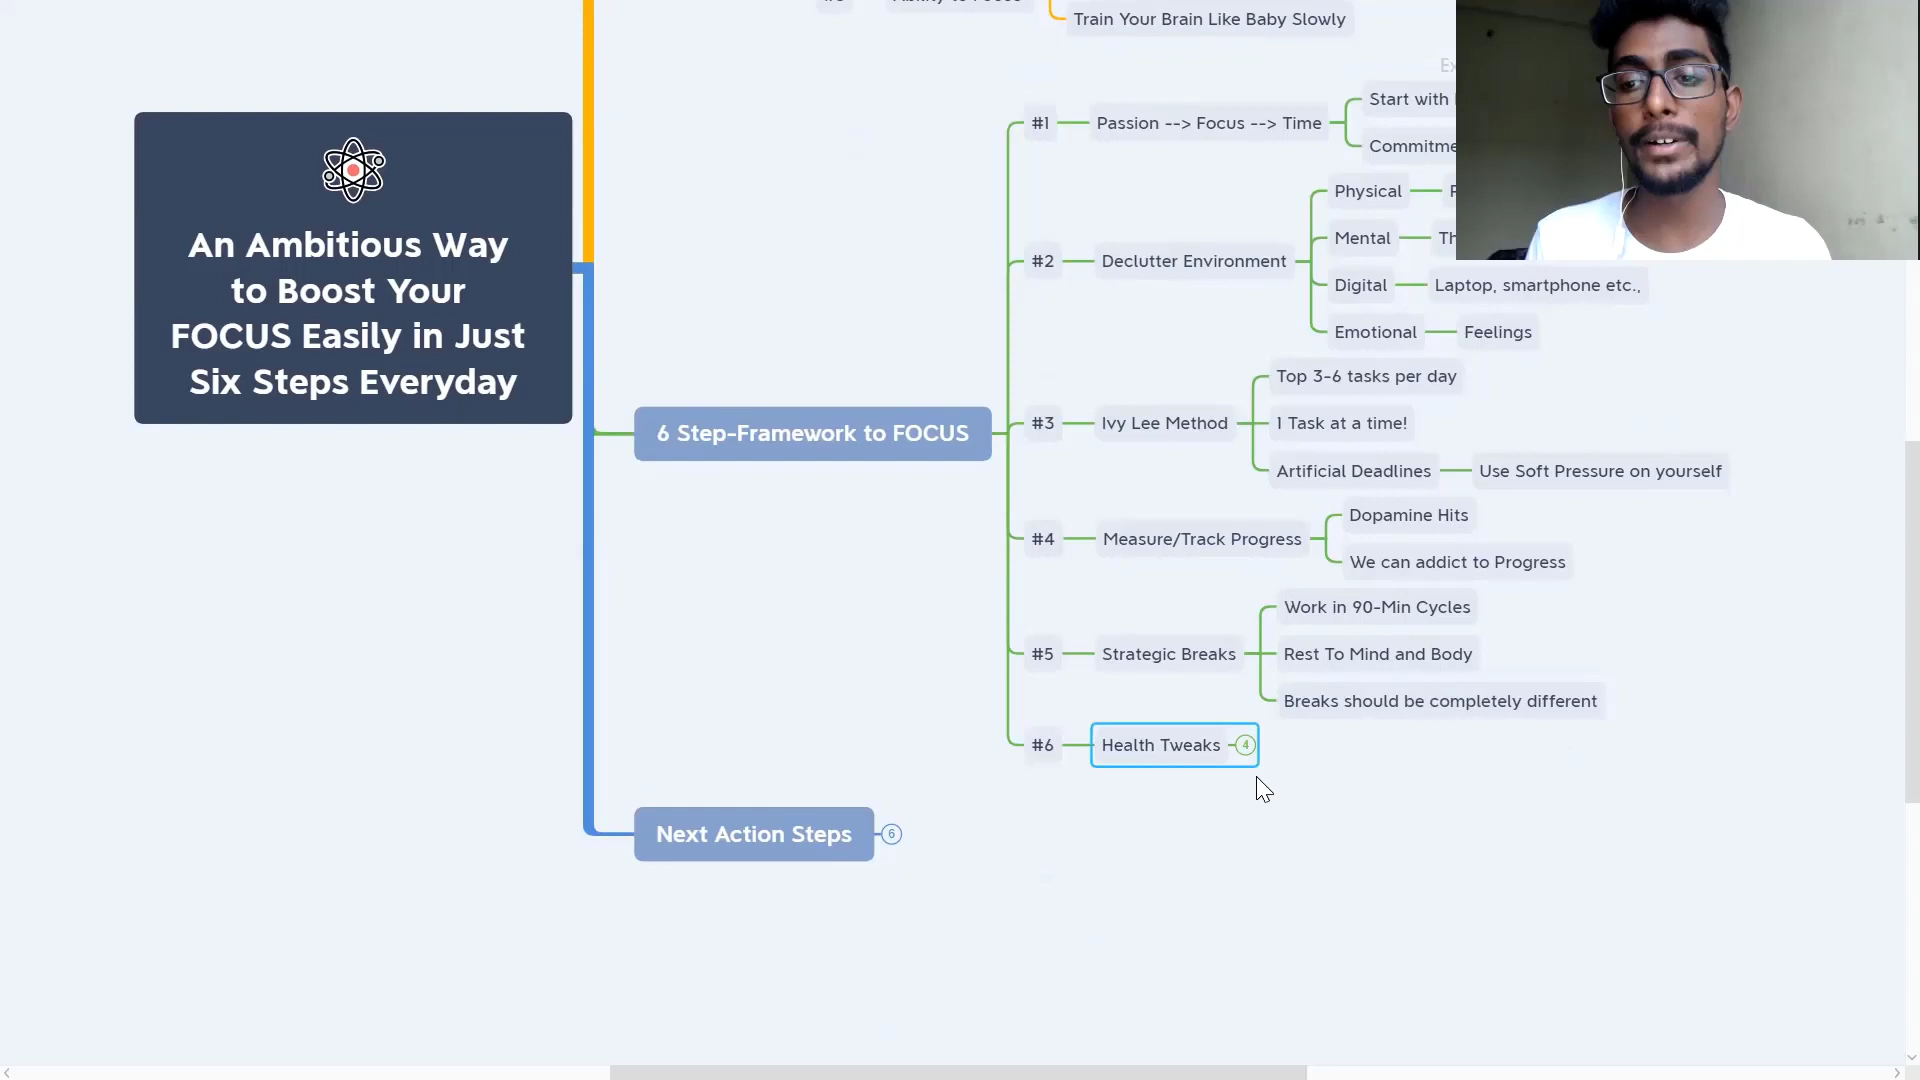 Train Your Brain Like Baby Slowly
An Ambitious Way
to Boost Your
FOCUS Easily in Just
Six Steps Everyday
6 Step-Framework to FOCUS
#1
Passion --> Focus --> Time
Start with
#2
Declutter Environment
Physical
Mental
Digital
Laptop, smartphone etc.,
Emotional
Feelings
#3
Ivy Lee Method
Top 3-6 tasks per day
1 Task at a time!
Artificial Deadlines
Use Soft Pressure on yourself
#4
Measure/Track Progress
Dopamine Hits
We can addict to Progress
#5
Strategic Breaks
Work in 90-Min Cycles
Rest To Mind and Body
Breaks should be completely different
#6
Health Tweaks
4
Next Action Steps
6